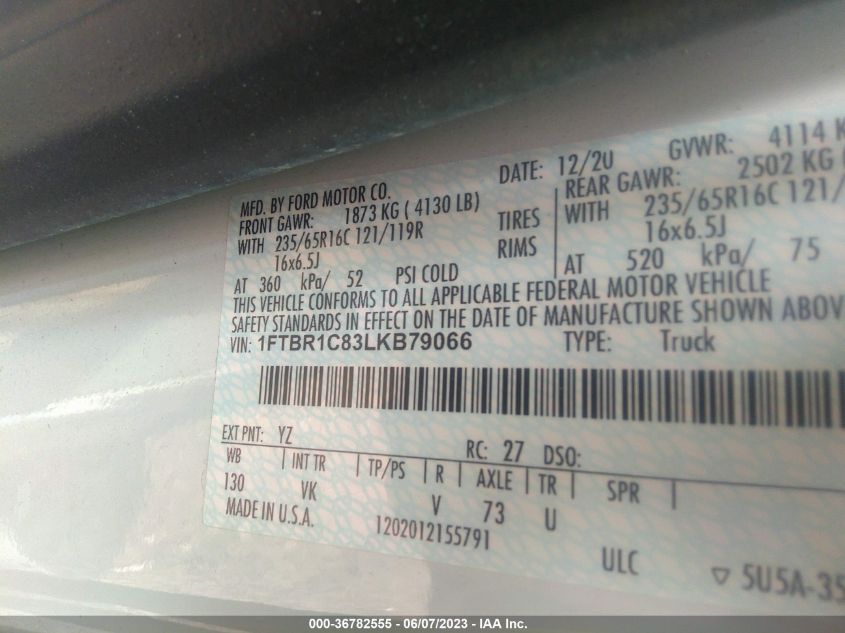 MFD. BY FORD MOTOR CO.
DATE: 12/20 GVWR: 4114 K
FRONT GAWR: 1873 KG ( 4130 LB)
REAR GAWR: 2502 KG (
WITH 235/65R16C 121/119R TIRES
WITH 235/65R16C 121/
16x6.5J RIMS
16x6.5J
AT 360 kPa/ 52 PSI COLD
AT 520 kPa/ 75
THIS VEHICLE CONFORMS TO ALL APPLICABLE FEDERAL MOTOR VEHICLE
SAFETY STANDARDS IN EFFECT ON THE DATE OF MANUFACTURE SHOWN ABOV
VIN: 1FTBR1C83LKB79066 TYPE: Truck
EXT PNT: YZ RC: 27 DSO:
WB INT TR TP/PS R AXLE TR SPR
130 VK V 73 U
MADE IN U.S.A. 1202012155791
ULC ▽ 5U5A-35
000-36782555 - 06/07/2023 - IAA Inc.